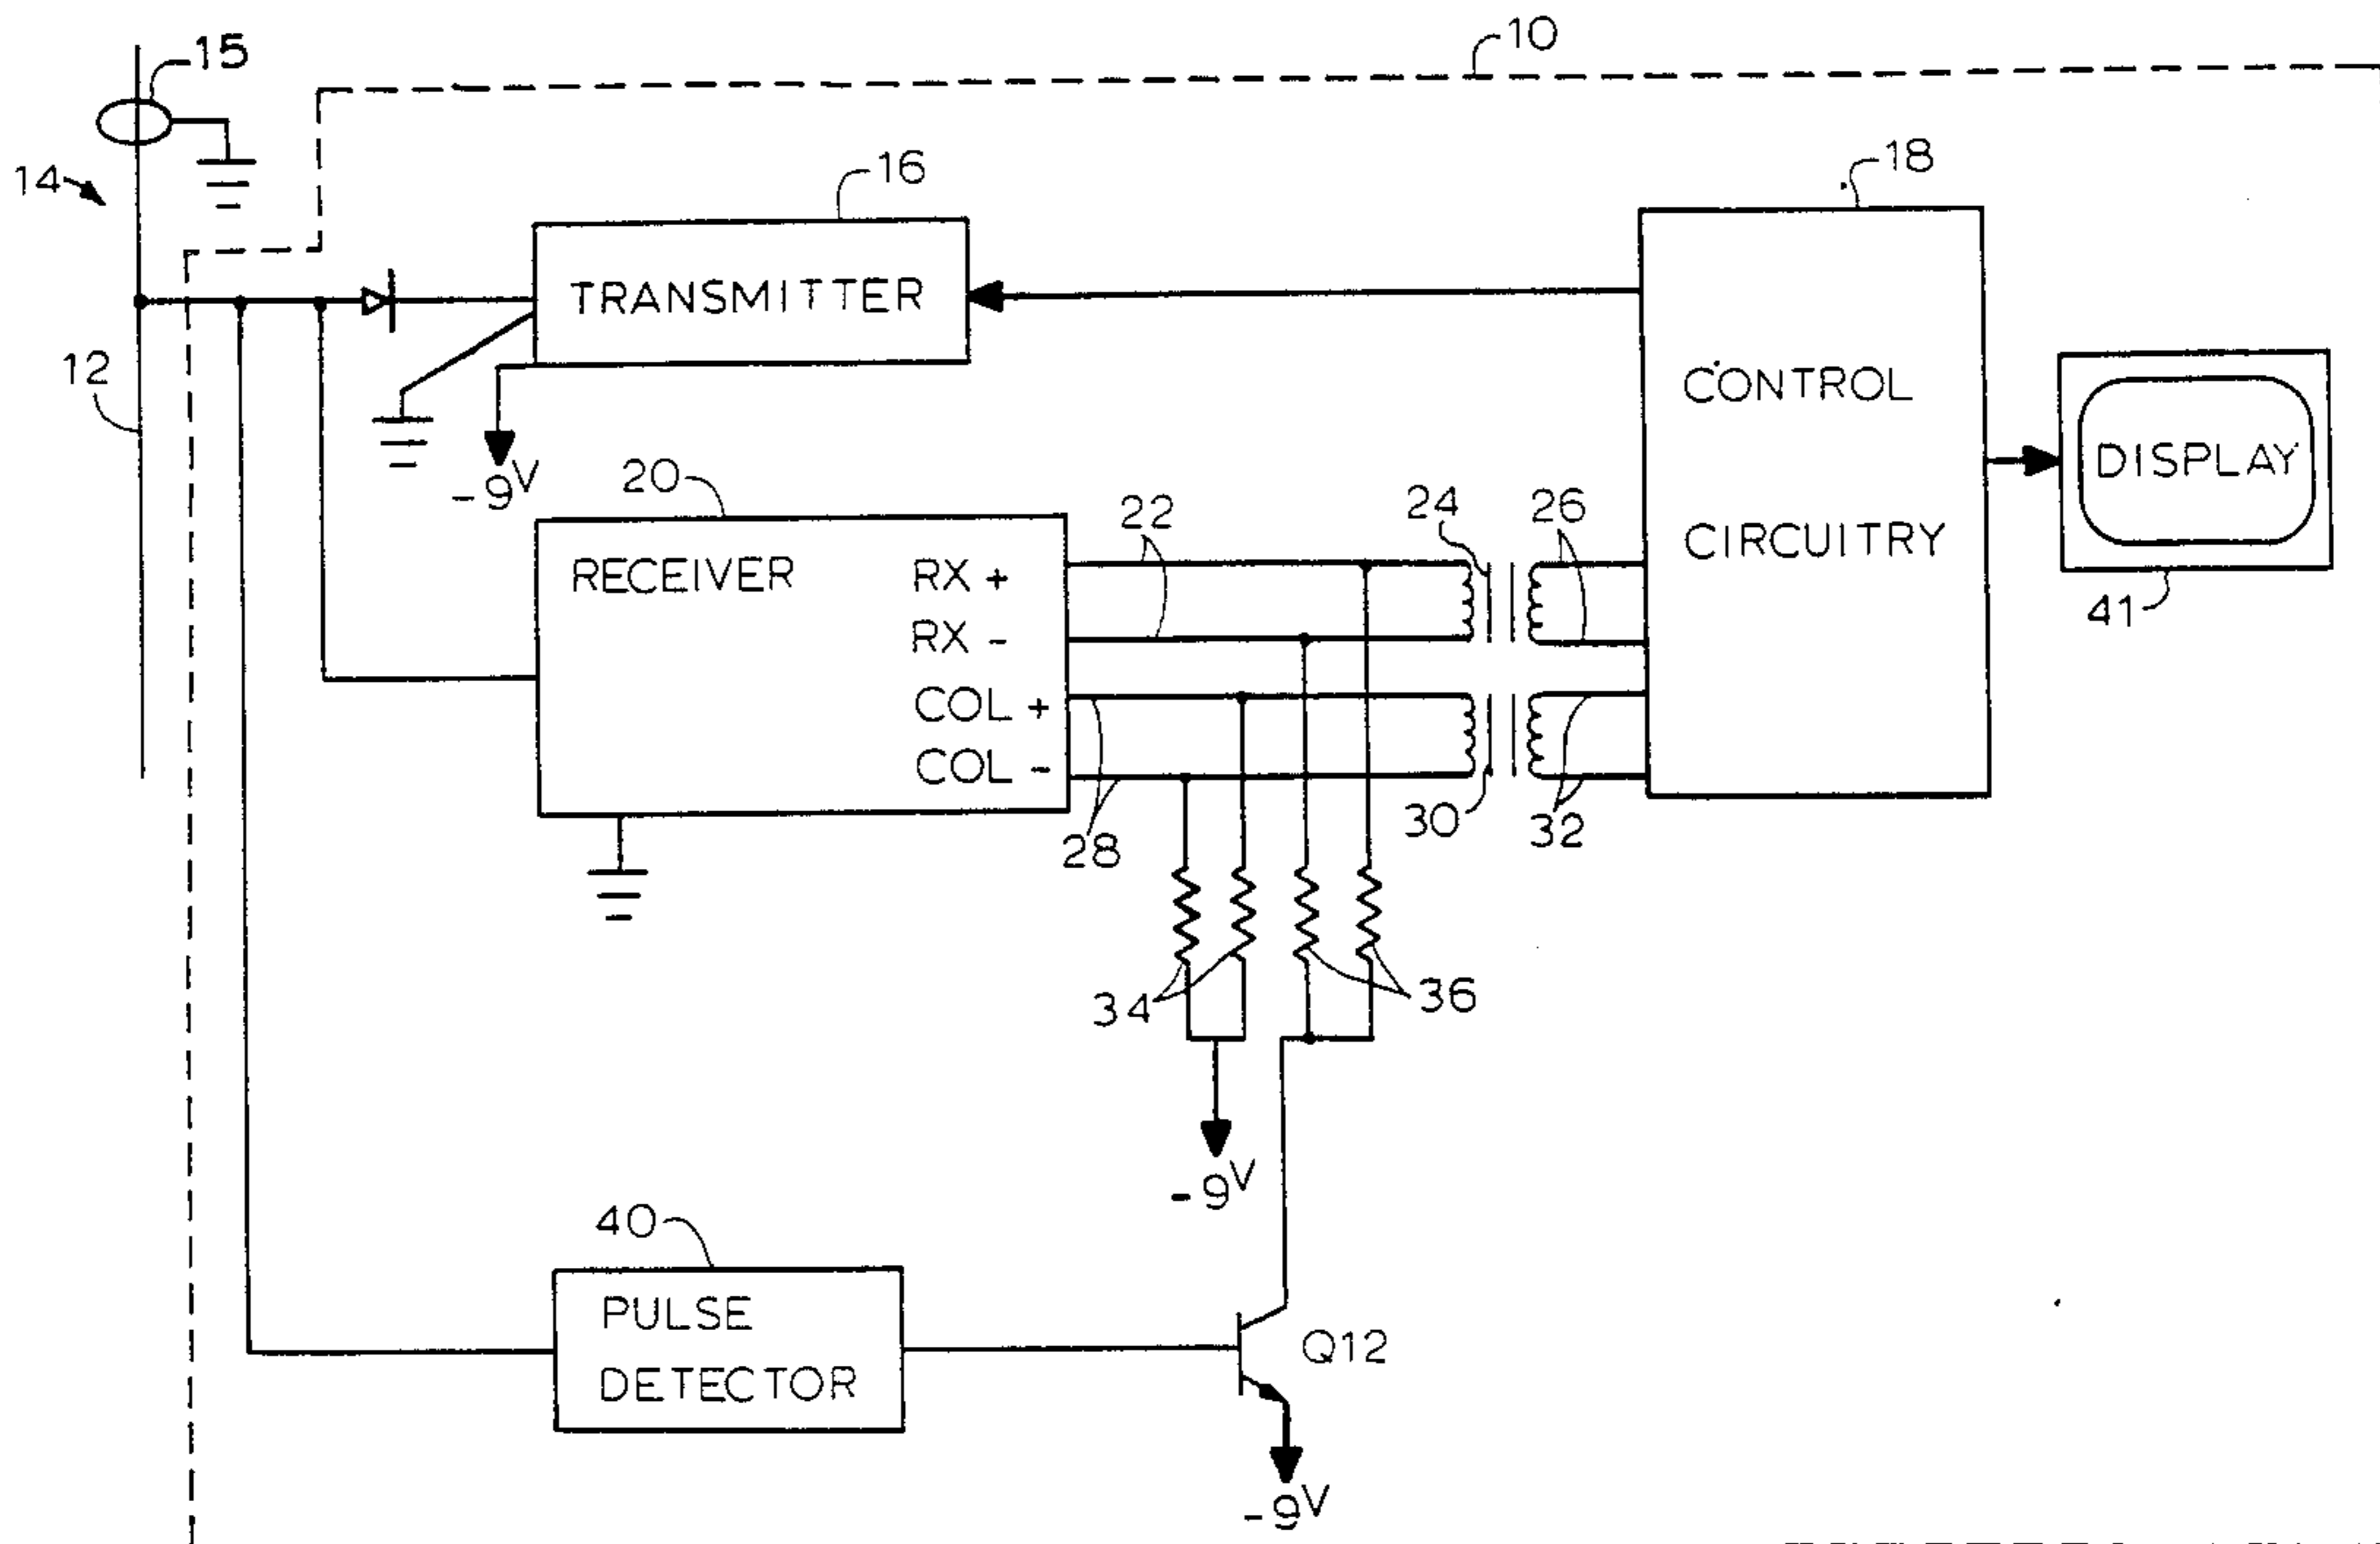 10
15
14
16
18
TRANSMITTER
12
CONTROL
CIRCUITRY
DISPLAY
41
-9V
20
22
24
26
RECEIVER
RX +
RX -
COL +
COL -
28
30
32
34
36
-9V
40
PULSE
DETECTOR
Q12
-9V